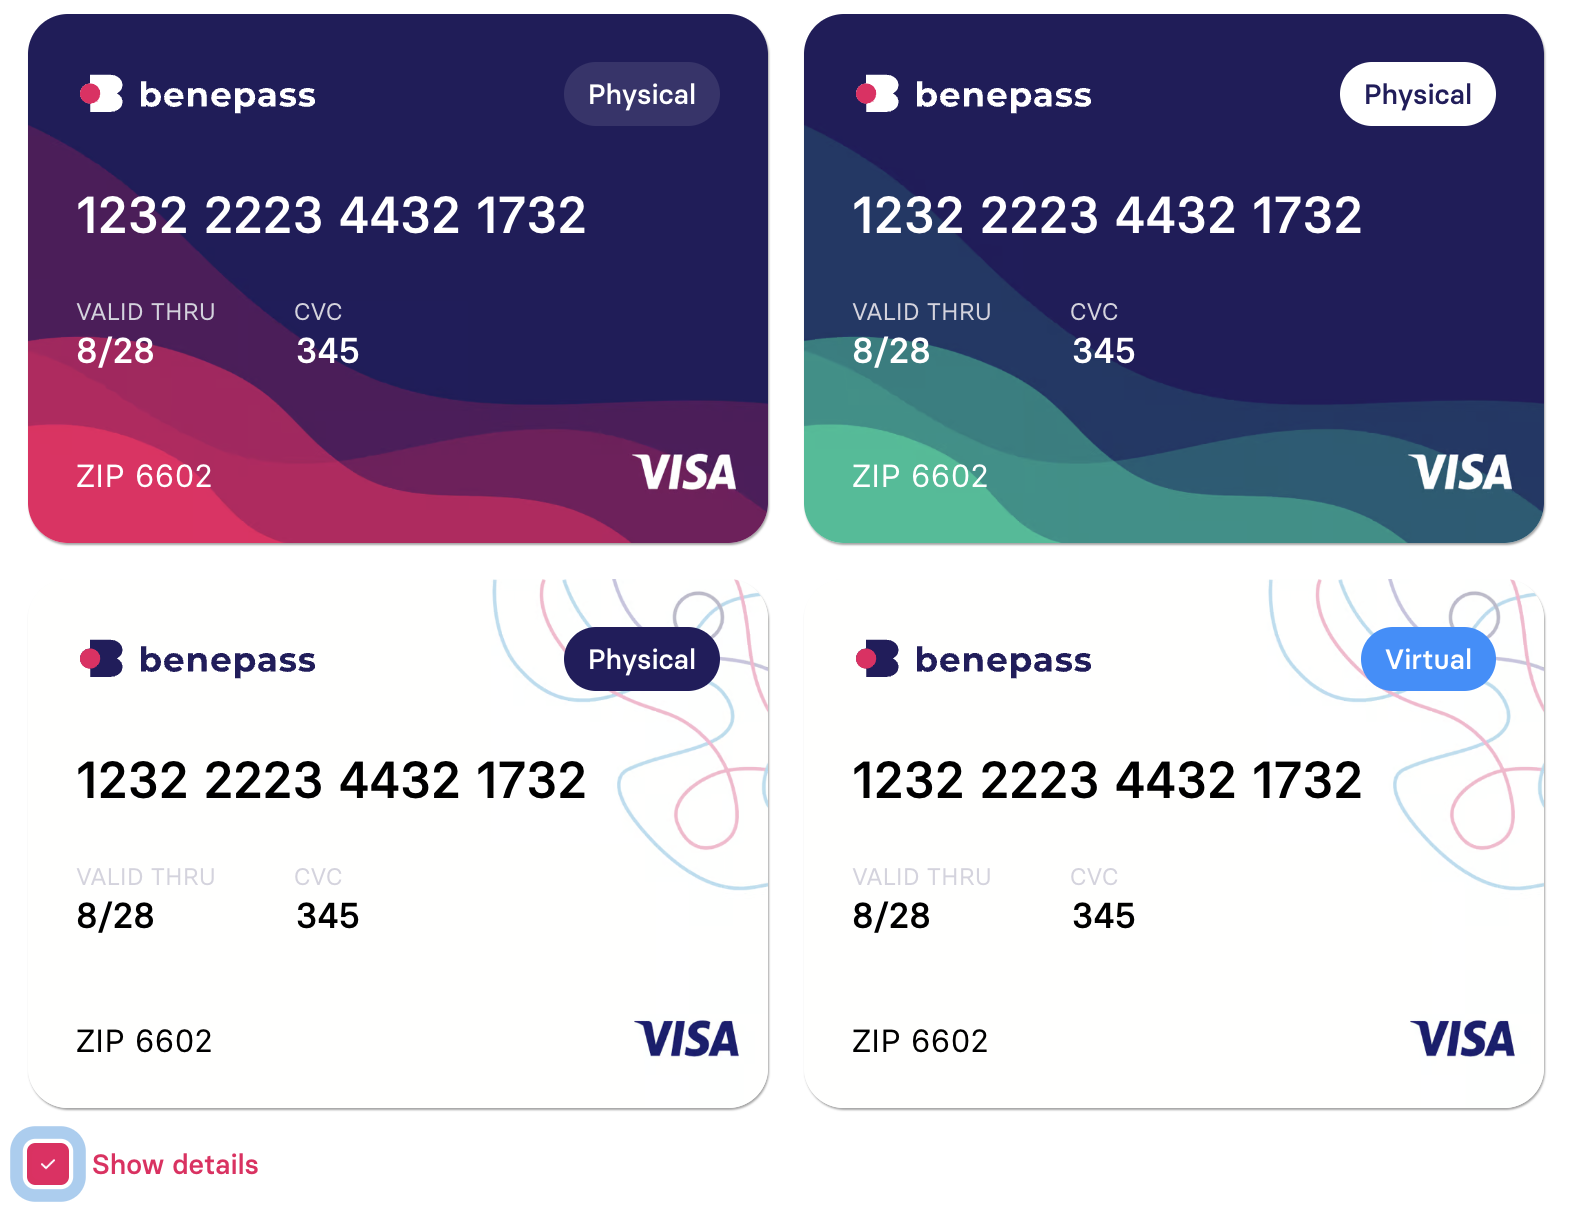 benepass Physical
1232 2223 4432 1732
VALID THRU CVC
8/28 345
ZIP 6602 VISA
benepass Physical
1232 2223 4432 1732
VALID THRU CVC
8/28 345
ZIP 6602 VISA
benepass Physical
1232 2223 4432 1732
VALID THRU CVC
8/28 345
ZIP 6602 VISA
benepass Virtual
1232 2223 4432 1732
VALID THRU CVC
8/28 345
ZIP 6602 VISA
Show details